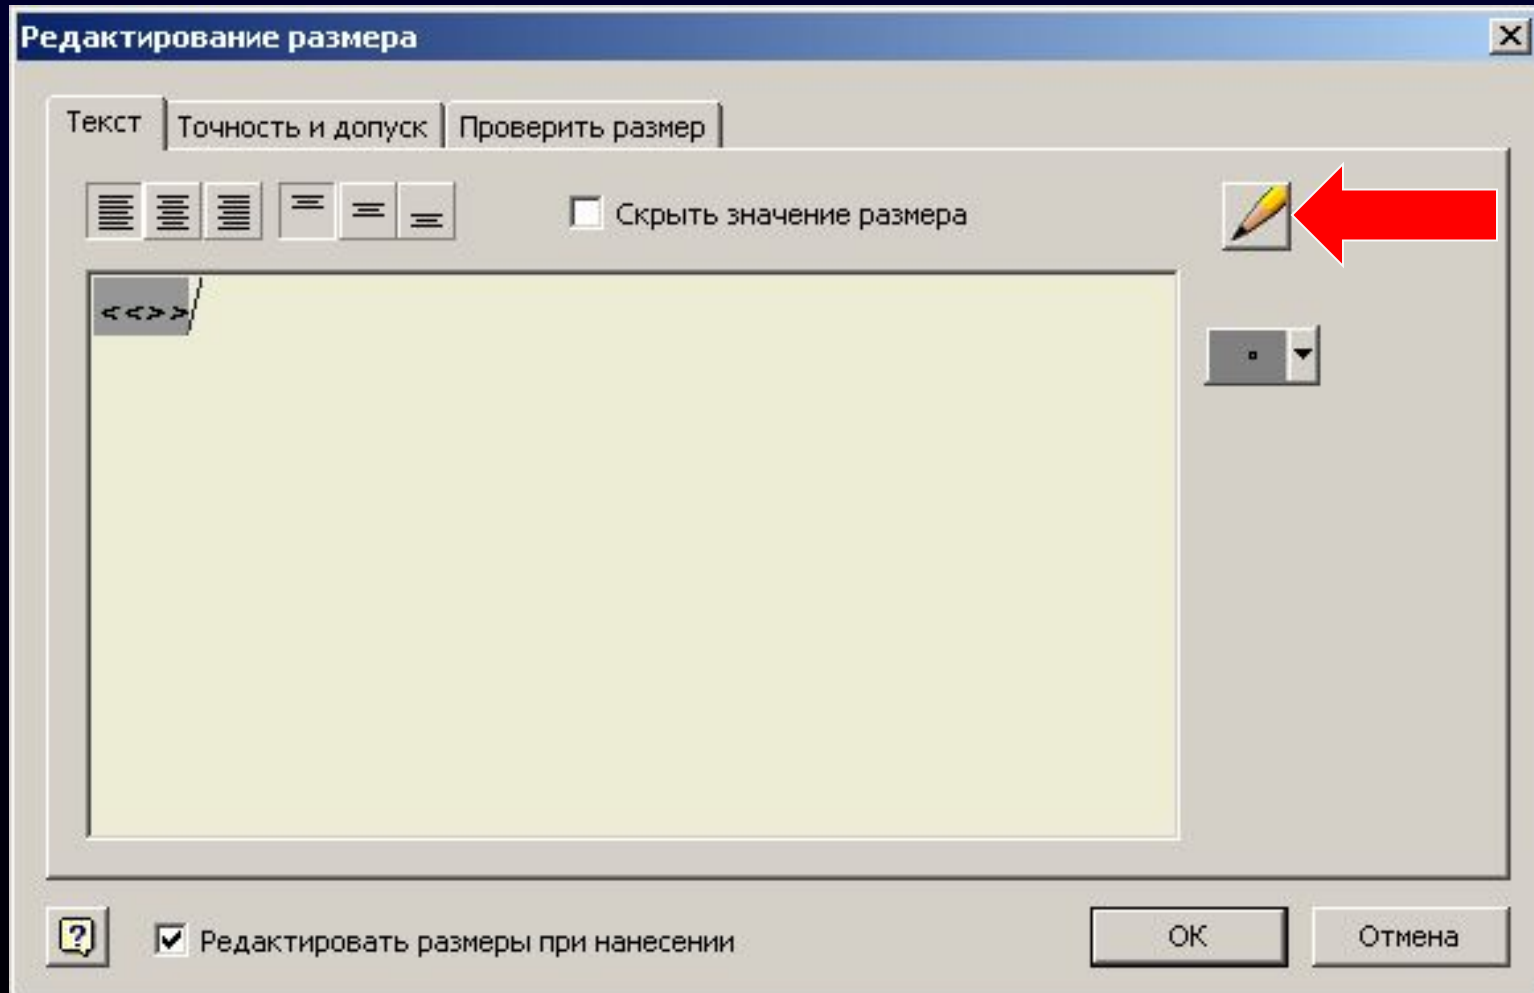 Редактирование размера
Текст Точность и допуск Проверить размер
Скрыть значение размера
<<>>
Редактировать размеры при нанесении
ОК Отмена